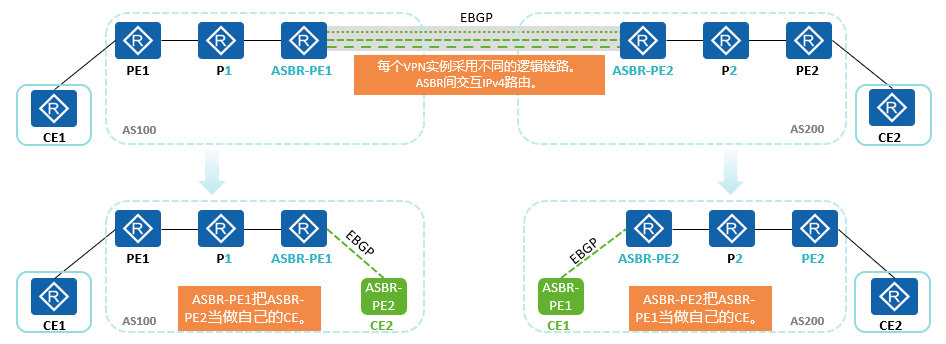 EBGP
R R R R R R
PE1 P1 ASBR-PE1 ASBR-PE2 P2 PE2
每个VPN实例采用不同的逻辑链路。
ASBR间交互IPv4路由。
R R
CE1 AS100 AS200 CE2
R R R R R R
PE1 P1 ASBR-PE1 EBGP EBGP ASBR-PE2 P2 PE2
R R
CE1 CE2
ASBR-PE1把ASBR-
PE2当做自己的CE。
AS100
ASBR-
PE2
CE2
ASBR-
PE1
CE1
ASBR-PE2把ASBR-
PE1当做自己的CE。
AS200